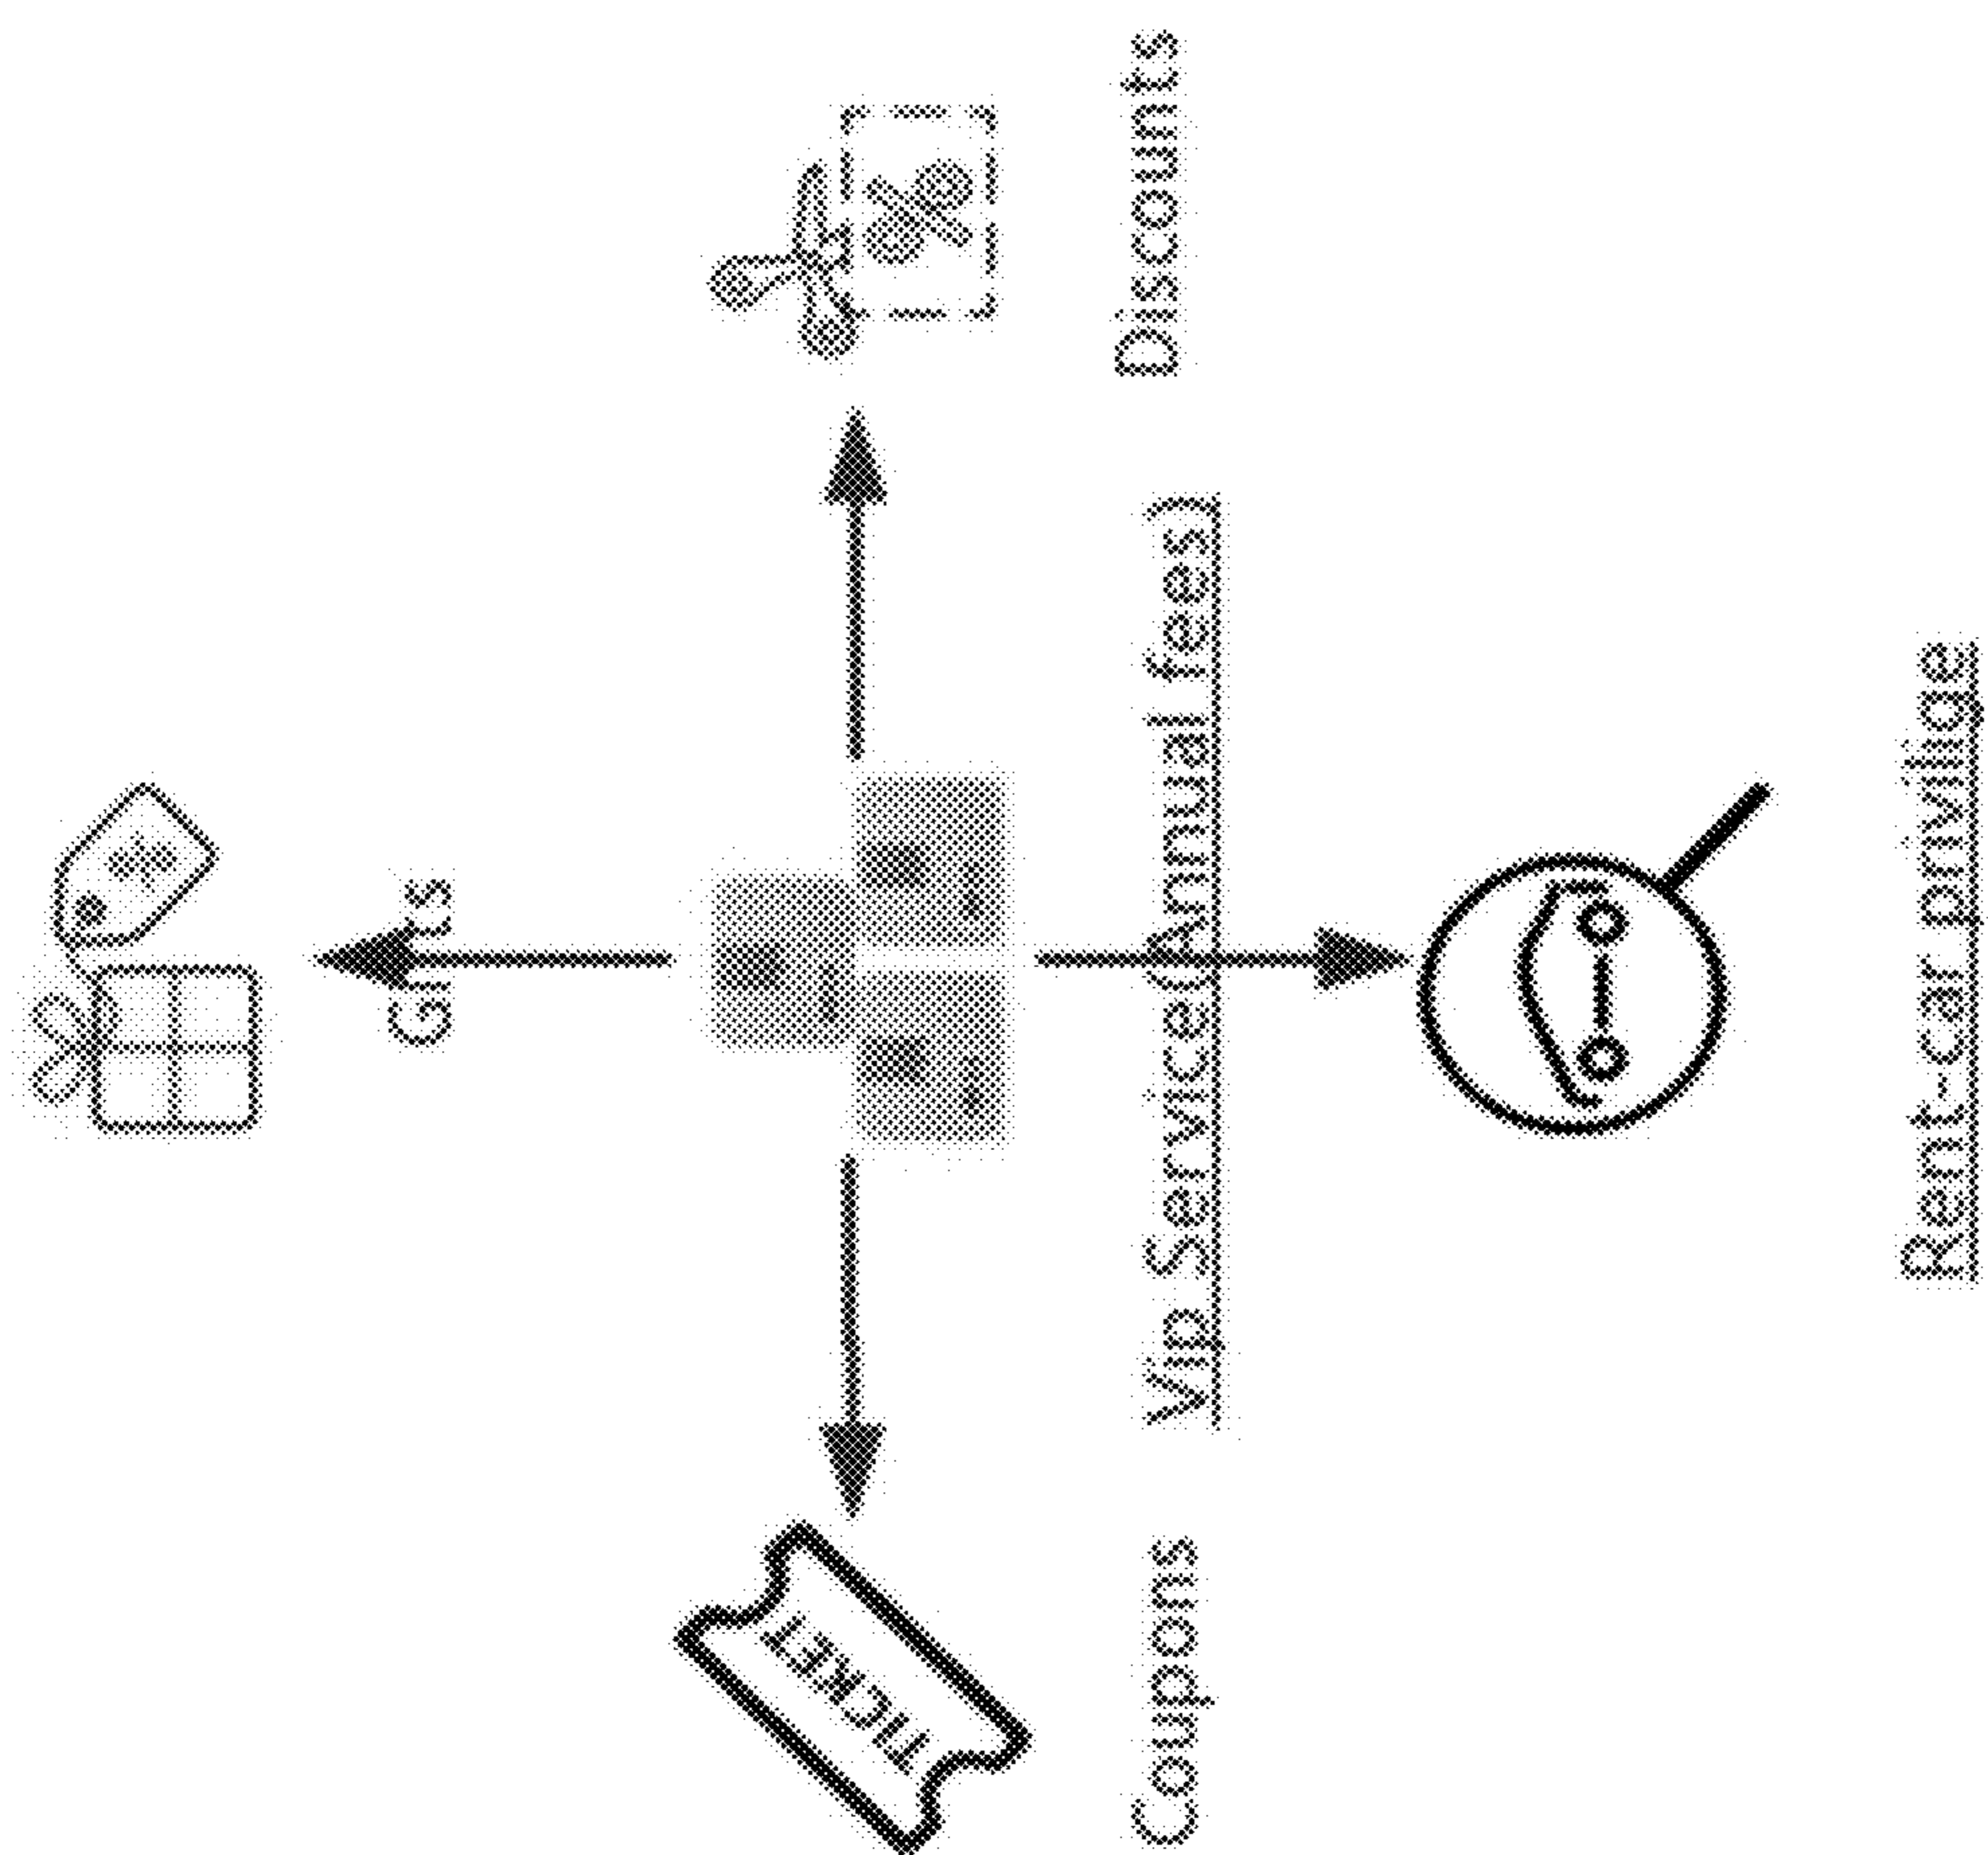 $
Gifts
TICKET
%
Coupons
Vip Service(Annual fees)
Discounts
Rent-car privilige